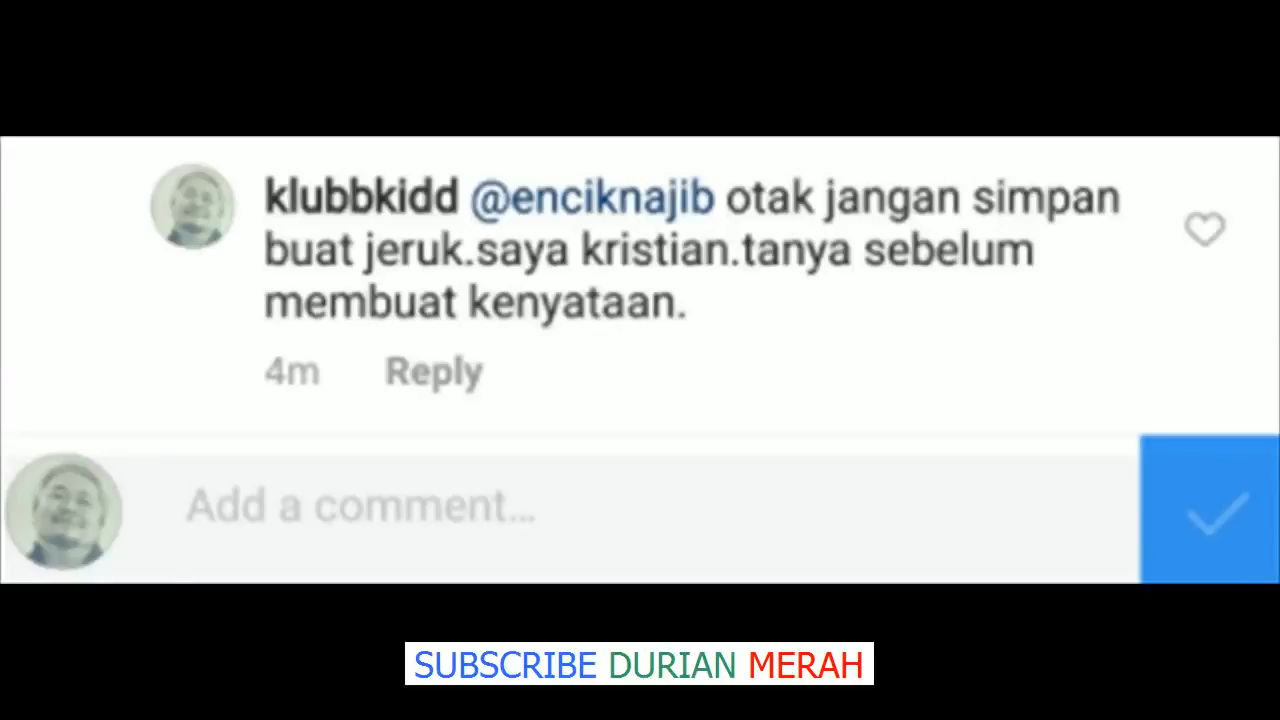 klubbkidd @enciknajib otak jangan simpan
buat jeruk.saya kristian.tanya sebelum
membuat kenyataan.
4m Reply
Add a comment...
SUBSCRIBE DURIAN MERAH